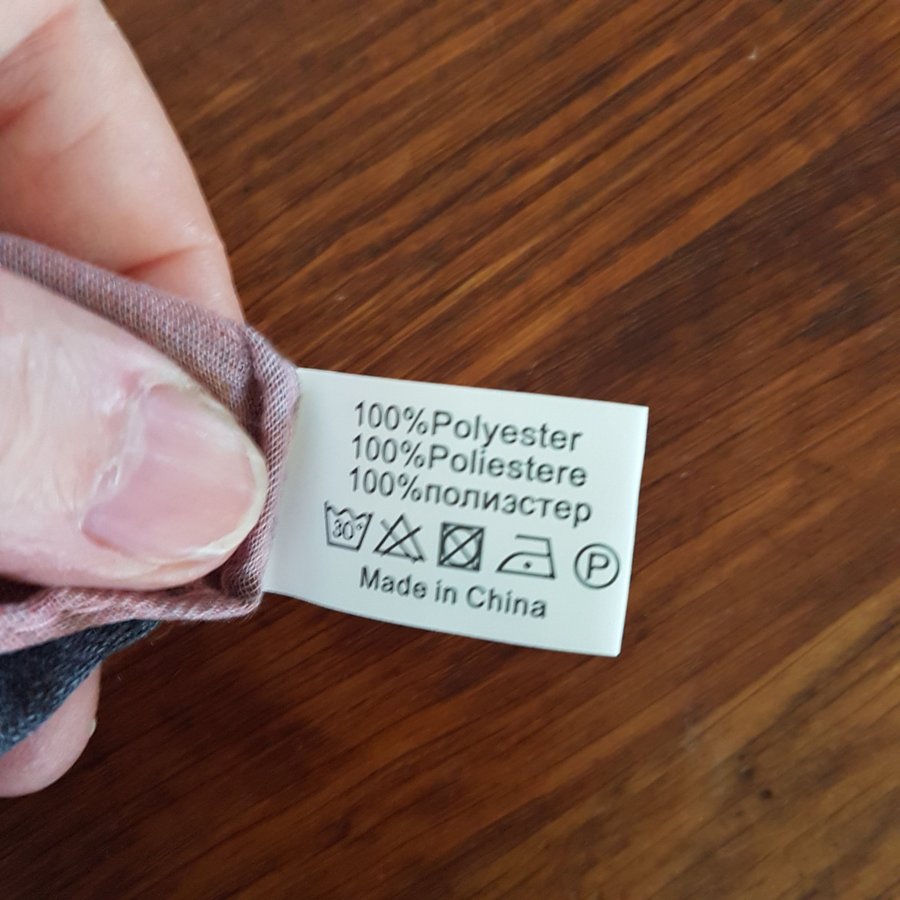 100%Polyester
100%Poliestere
100%полиэстер
30° P
Made in China